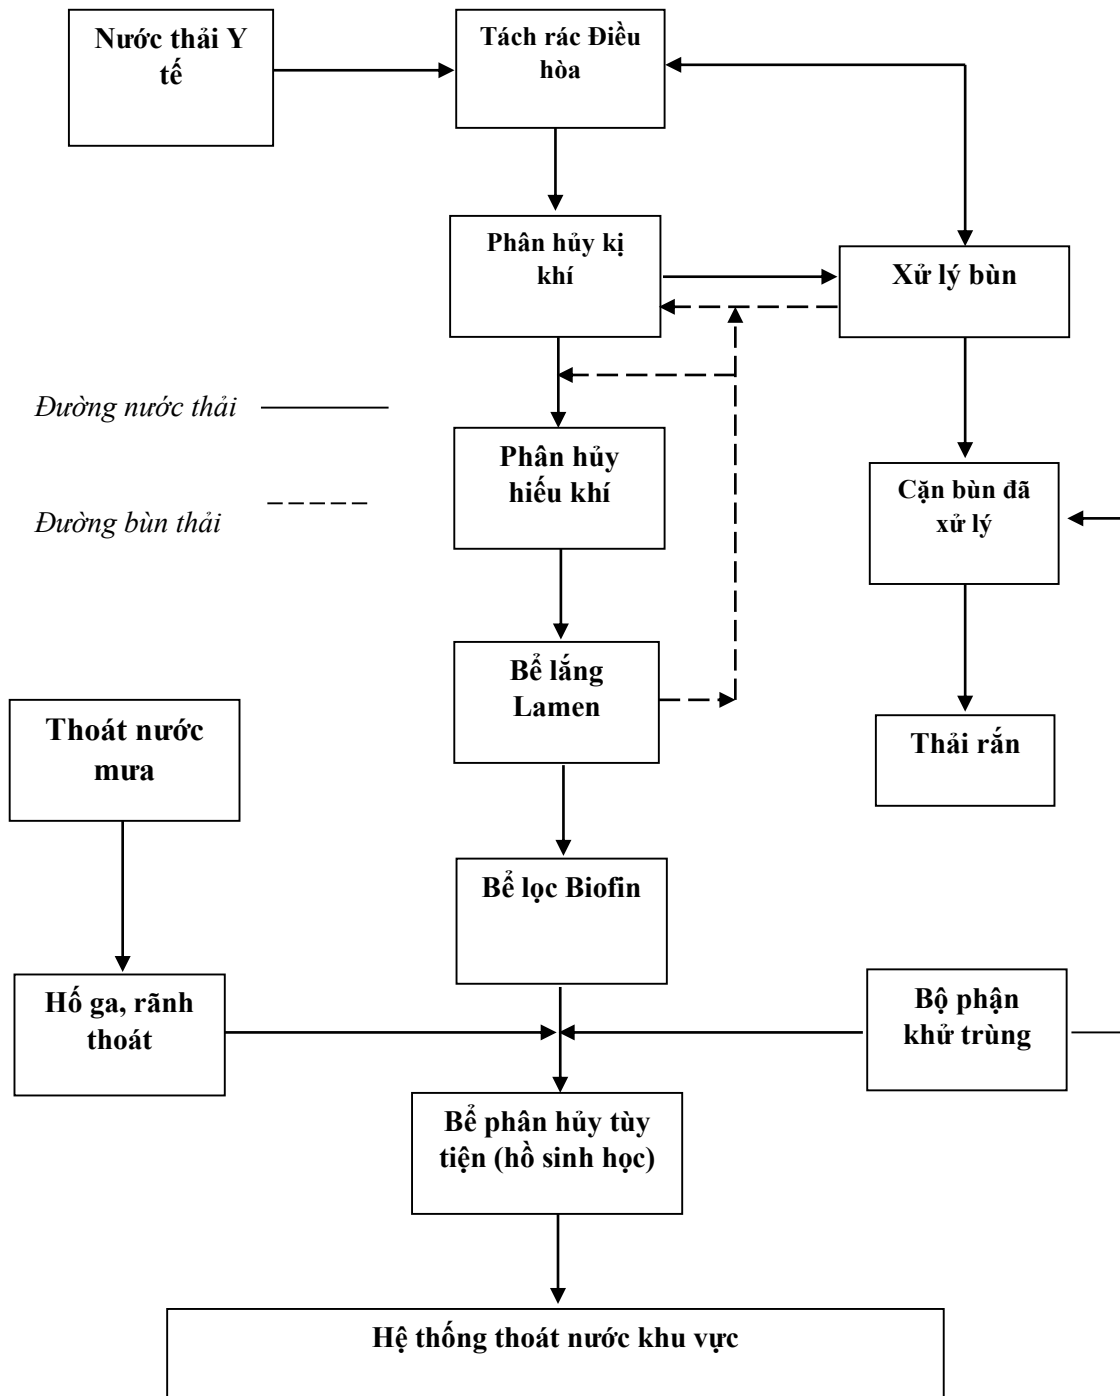 Nước thải Y
tế
Tách rác Điều
hòa
Phân hủy kị
khí
Xử lý bùn
Đường nước thải
Phân hủy
hiếu khí
Cặn bùn đã
xử lý
Đường bùn thải
Bể lắng
Lamen
Thoát nước
mưa
Thải rắn
Bể lọc Biofin
Hố ga, rãnh
thoát
Bộ phận
khử trùng
Bể phân hủy tùy
tiện (hồ sinh học)
Hệ thống thoát nước khu vực